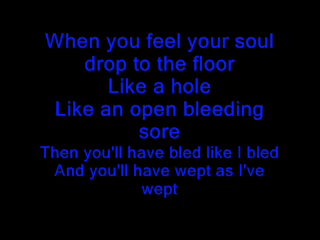 When you feel your soul
drop to the floor
Like a hole
Like an open bleeding
sore
Then you'll have bled like I bled
And you'll have wept as I've
wept